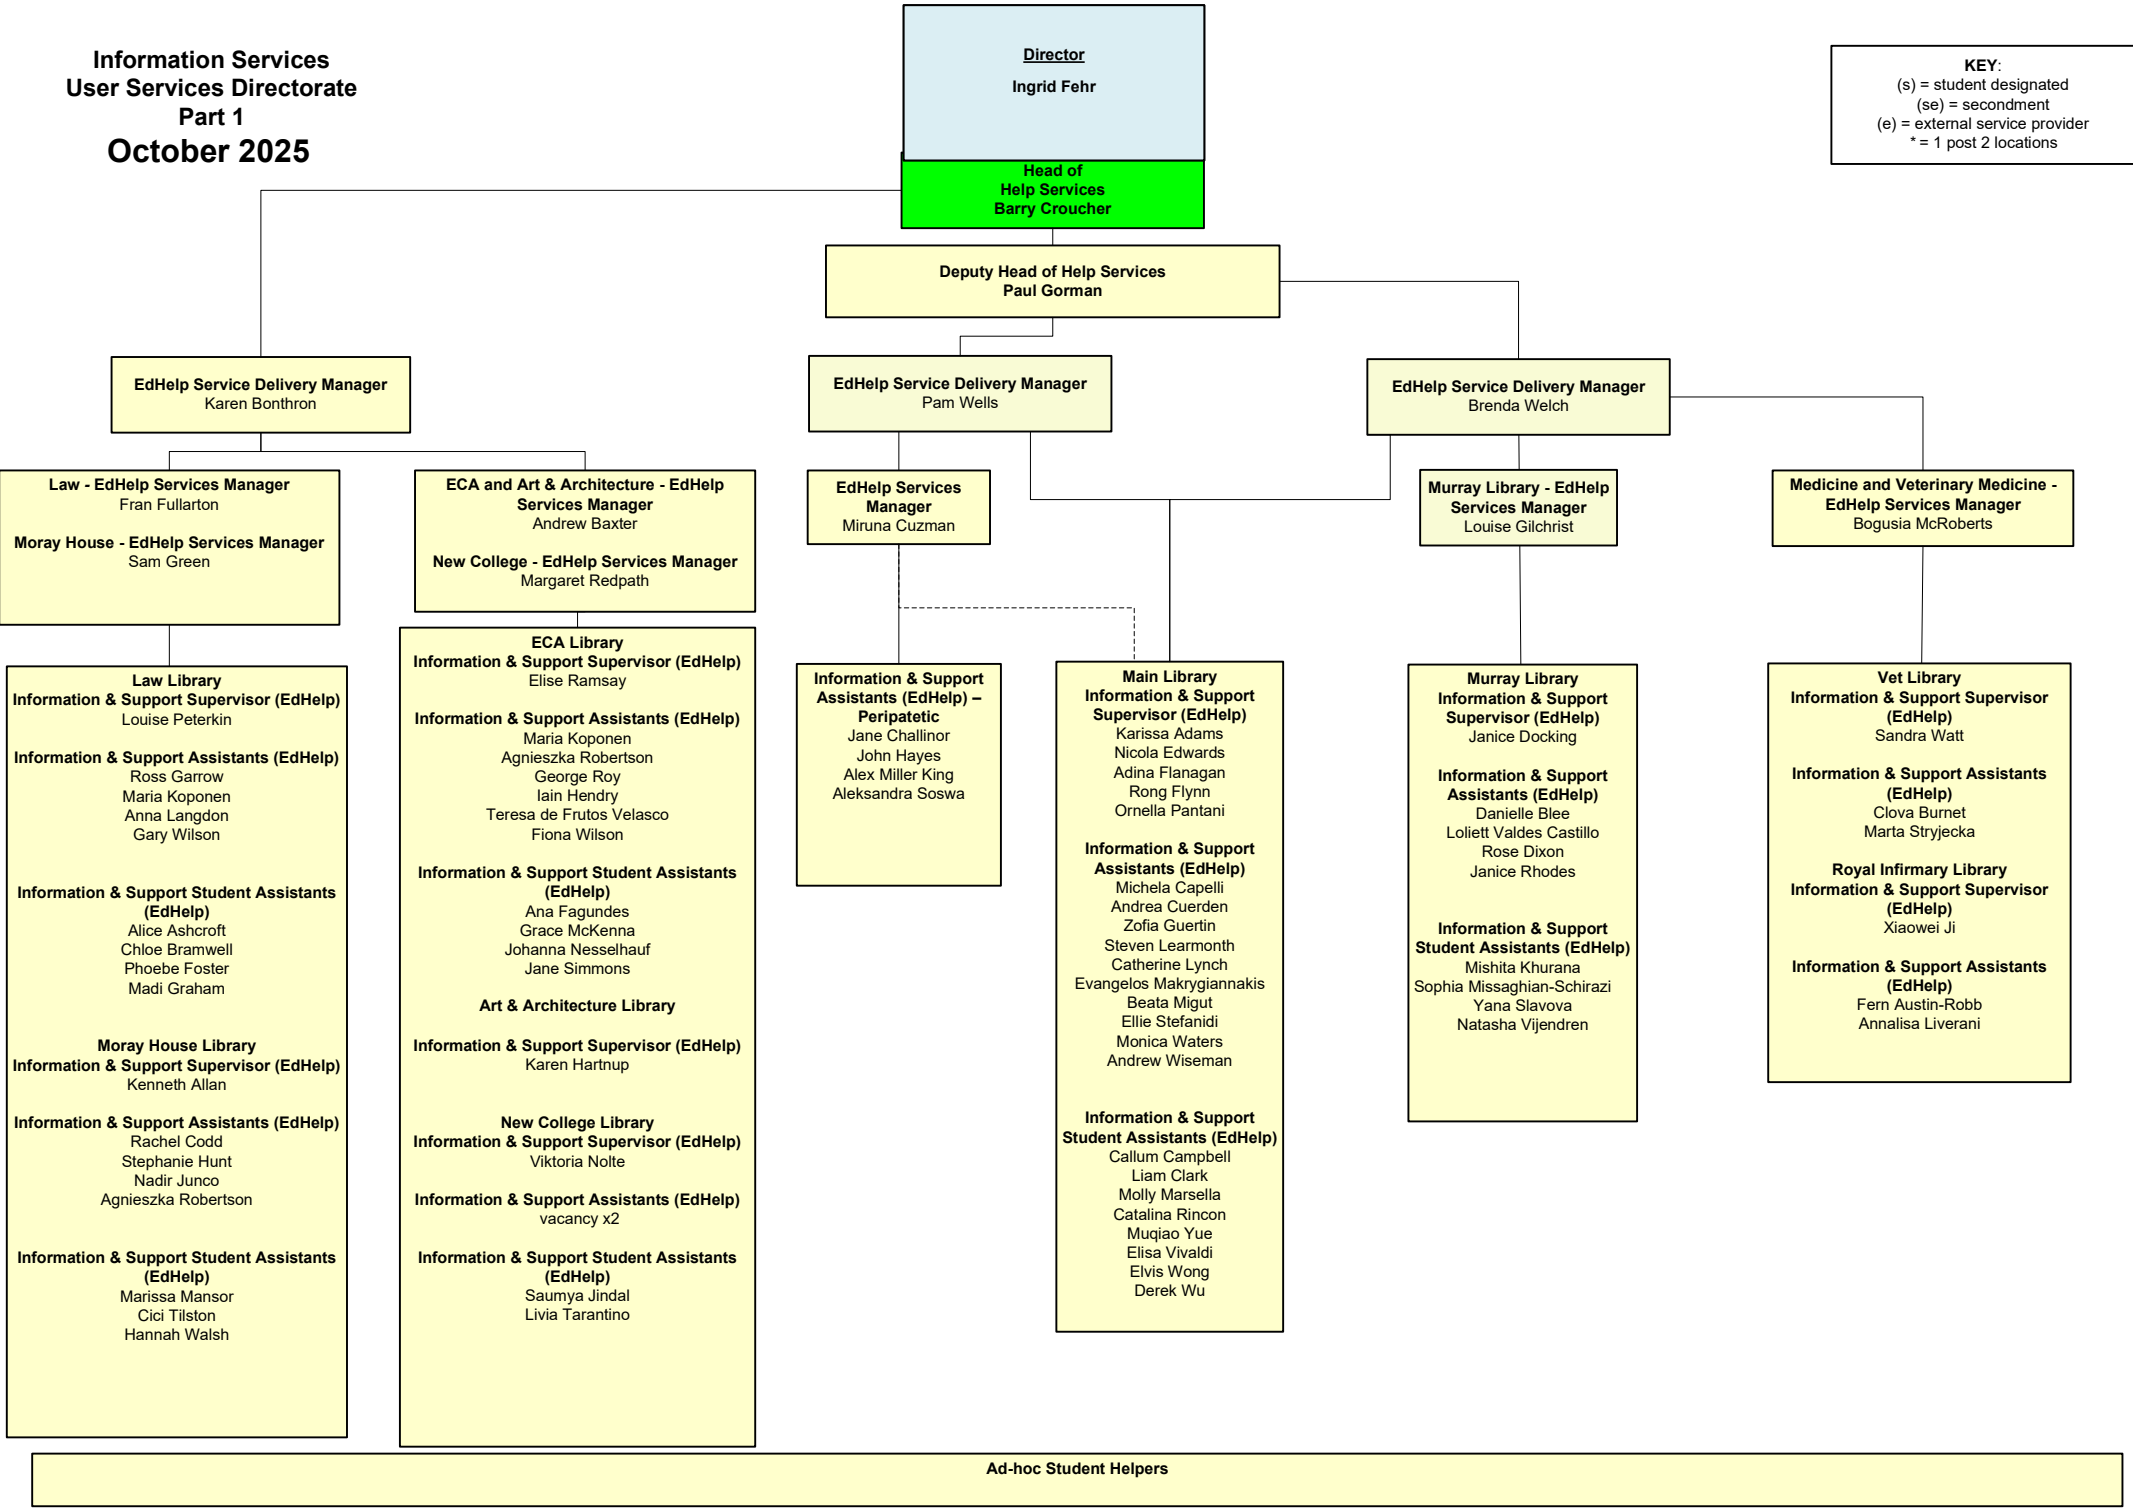 Information Services
User Services Directorate
Part 1
October 2025
Director
Ingrid Fehr
KEY:
(s) = student designated
(se) = secondment
(e) = external service provider
* = 1 post 2 locations
Head of
Help Services
Barry Croucher
Deputy Head of Help Services
Paul Gorman
EdHelp Service Delivery Manager
Karen Bonthron
EdHelp Service Delivery Manager
Pam Wells
EdHelp Service Delivery Manager
Brenda Welch
Law - EdHelp Services Manager
Fran Fullarton
Moray House - EdHelp Services Manager
Sam Green
ECA and Art & Architecture - EdHelp
Services Manager
Andrew Baxter
New College - EdHelp Services Manager
Margaret Redpath
EdHelp Services
Manager
Miruna Cuzman
Murray Library - EdHelp
Services Manager
Louise Gilchrist
Medicine and Veterinary Medicine -
EdHelp Services Manager
Bogusia McRoberts
Law Library
Information & Support Supervisor (EdHelp)
Louise Peterkin
Information & Support Assistants (EdHelp)
Ross Garrow
Maria Koponen
Anna Langdon
Gary Wilson
Information & Support Student Assistants
(EdHelp)
Alice Ashcroft
Chloe Bramwell
Phoebe Foster
Madi Graham
Moray House Library
Information & Support Supervisor (EdHelp)
Kenneth Allan
Information & Support Assistants (EdHelp)
Rachel Codd
Stephanie Hunt
Nadir Junco
Agnieszka Robertson
Information & Support Student Assistants
(EdHelp)
Marissa Mansor
Cici Tilston
Hannah Walsh
ECA Library
Information & Support Supervisor (EdHelp)
Elise Ramsay
Information & Support Assistants (EdHelp)
Maria Koponen
Agnieszka Robertson
George Roy
Iain Hendry
Teresa de Frutos Velasco
Fiona Wilson
Information & Support Student Assistants
(EdHelp)
Ana Fagundes
Grace McKenna
Johanna Nesselhauf
Jane Simmons
Art & Architecture Library
Information & Support Supervisor (EdHelp)
Karen Hartnup
New College Library
Information & Support Supervisor (EdHelp)
Viktoria Nolte
Information & Support Assistants (EdHelp)
vacancy x2
Information & Support Student Assistants
(EdHelp)
Saumya Jindal
Livia Tarantino
Information & Support
Assistants (EdHelp) –
Peripatetic
Jane Challinor
John Hayes
Alex Miller King
Aleksandra Soswa
Main Library
Information & Support
Supervisor (EdHelp)
Karissa Adams
Nicola Edwards
Adina Flanagan
Rong Flynn
Ornella Pantani
Information & Support
Assistants (EdHelp)
Michela Capelli
Andrea Cuerden
Zofia Guertin
Steven Learmonth
Catherine Lynch
Evangelos Makrygiannakis
Beata Migut
Ellie Stefanidi
Monica Waters
Andrew Wiseman
Information & Support
Student Assistants (EdHelp)
Callum Campbell
Liam Clark
Molly Marsella
Catalina Rincon
Muqiao Yue
Elisa Vivaldi
Elvis Wong
Derek Wu
Murray Library
Information & Support
Supervisor (EdHelp)
Janice Docking
Information & Support
Assistants (EdHelp)
Danielle Blee
Loliett Valdes Castillo
Rose Dixon
Janice Rhodes
Information & Support
Student Assistants (EdHelp)
Mishita Khurana
Sophia Missaghian-Schirazi
Yana Slavova
Natasha Vijendren
Vet Library
Information & Support Supervisor
(EdHelp)
Sandra Watt
Information & Support Assistants
(EdHelp)
Clova Burnet
Marta Stryjecka
Royal Infirmary Library
Information & Support Supervisor
(EdHelp)
Xiaowei Ji
Information & Support Assistants
(EdHelp)
Fern Austin-Robb
Annalisa Liverani
Ad-hoc Student Helpers